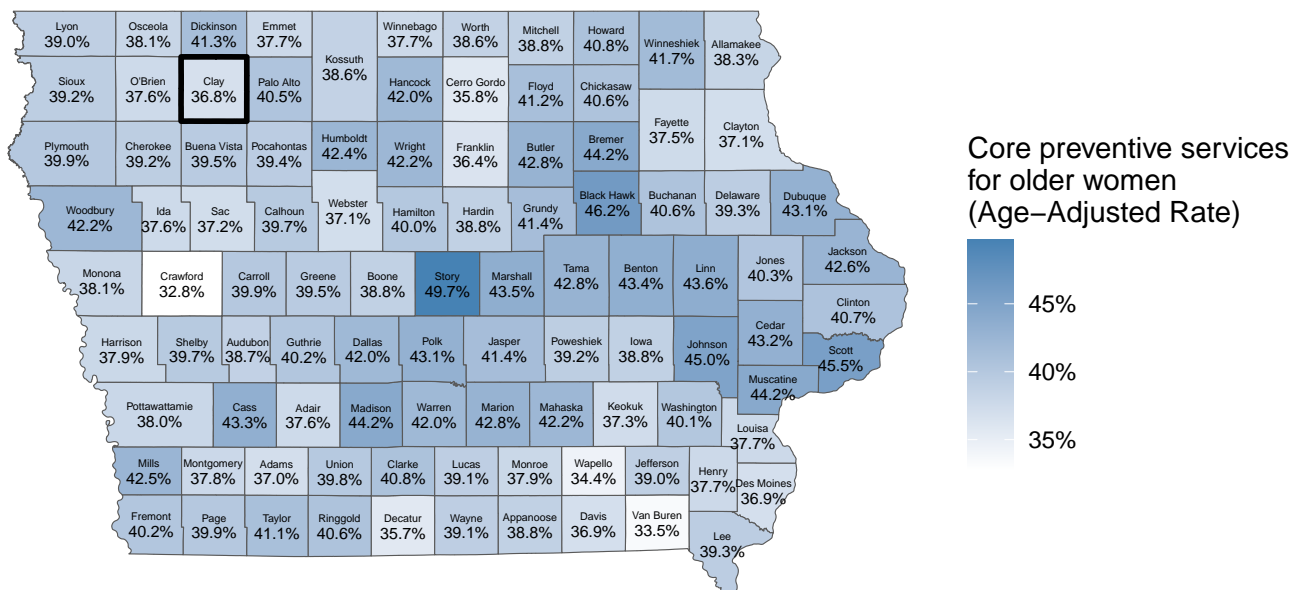 Lyon
39.0%
Osceola
38.1%
Dickinson
41.3%
Emmet
37.7%
Kossuth
38.6%
Winnebago
37.7%
Worth
38.6%
Mitchell
38.8%
Howard
40.8%
Winneshiek
41.7%
Allamakee
38.3%
Sioux
39.2%
O'Brien
37.6%
Clay
36.8%
Palo Alto
40.5%
Hancock
42.0%
Cerro Gordo
35.8%
Floyd
41.2%
Chickasaw
40.6%
Fayette
37.5%
Clayton
37.1%
Plymouth
39.9%
Cherokee
39.2%
Buena Vista
39.5%
Pocahontas
39.4%
Humboldt
42.4%
Wright
42.2%
Franklin
36.4%
Butler
42.8%
Bremer
44.2%
Woodbury
42.2%
Ida
37.6%
Sac
37.2%
Calhoun
39.7%
Webster
37.1%
Hamilton
40.0%
Hardin
38.8%
Grundy
41.4%
Black Hawk
46.2%
Buchanan
40.6%
Delaware
39.3%
Dubuque
43.1%
Monona
38.1%
Crawford
32.8%
Carroll
39.9%
Greene
39.5%
Boone
38.8%
Story
49.7%
Marshall
43.5%
Tama
42.8%
Benton
43.4%
Linn
43.6%
Jones
40.3%
Jackson
42.6%
Clinton
40.7%
Harrison
37.9%
Shelby
39.7%
Audubon
38.7%
Guthrie
40.2%
Dallas
42.0%
Polk
43.1%
Jasper
41.4%
Poweshiek
39.2%
Iowa
38.8%
Johnson
45.0%
Cedar
43.2%
Scott
45.5%
Muscatine
44.2%
Pottawattamie
38.0%
Cass
43.3%
Adair
37.6%
Madison
44.2%
Warren
42.0%
Marion
42.8%
Mahaska
42.2%
Keokuk
37.3%
Washington
40.1%
Louisa
37.7%
Mills
42.5%
Montgomery
37.8%
Adams
37.0%
Union
39.8%
Clarke
40.8%
Lucas
39.1%
Monroe
37.9%
Wapello
34.4%
Jefferson
39.0%
Henry
37.7%
Des Moines
36.9%
Fremont
40.2%
Page
39.9%
Taylor
41.1%
Ringgold
40.6%
Decatur
35.7%
Wayne
39.1%
Appanoose
38.8%
Davis
36.9%
Van Buren
33.5%
Lee
39.3%
Core preventive services
for older women
(Age−Adjusted Rate)
45%
40%
35%